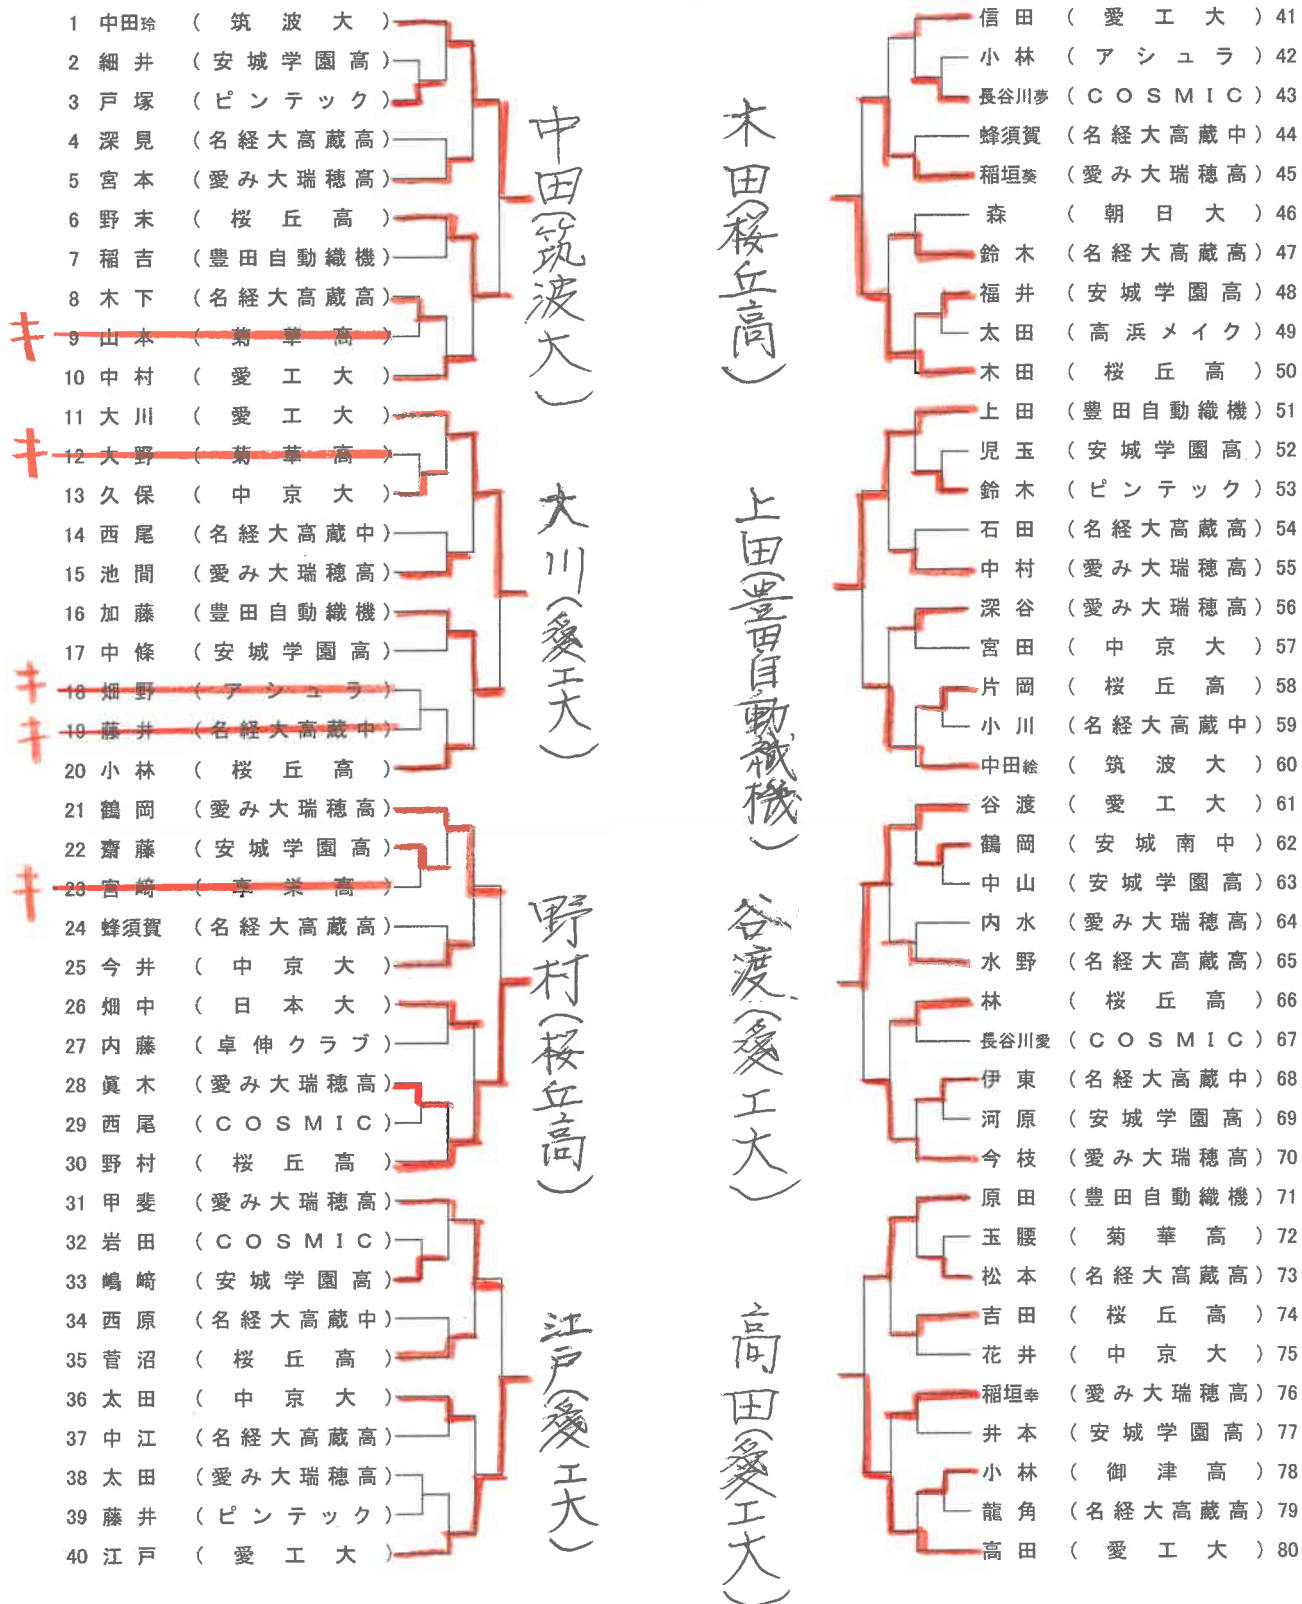 1 中田玲 (筑波大)
2 細井 (安城学園高)
3 戸塚 (ピンテック)
4 深見 (名経大高蔵高)
5 宮本 (愛み大瑞穂高)
6 野末 (桜丘高)
7 稲吉 (豊田自動織機)
8 木下 (名経大高蔵高)
キ 9 山本 (菊華高)
10 中村 (愛工大)
11 大川 (愛工大)
キ 12 大野 (菊華高)
13 久保 (中京大)
14 西尾 (名経大高蔵中)
15 池間 (愛み大瑞穂高)
16 加藤 (豊田自動織機)
17 中條 (安城学園高)
キ 18 畑野 (アシュラ)
キ 19 藤井 (名経大高蔵中)
20 小林 (桜丘高)
21 鶴岡 (愛み大瑞穂高)
22 齋藤 (安城学園高)
キ 23 宮﨑 (享栄高)
24 蜂須賀 (名経大高蔵高)
25 今井 (中京大)
26 畑中 (日本大)
27 内藤 (卓伸クラブ)
28 眞木 (愛み大瑞穂高)
29 西尾 (COSMIC)
30 野村 (桜丘高)
31 甲斐 (愛み大瑞穂高)
32 岩田 (COSMIC)
33 嶋﨑 (安城学園高)
34 西原 (名経大高蔵中)
35 菅沼 (桜丘高)
36 太田 (中京大)
37 中江 (名経大高蔵高)
38 太田 (愛み大瑞穂高)
39 藤井 (ピンテック)
40 江戸 (愛工大)
中田(筑波大)
大川(愛工大)
野村(桜丘高)
江戸(愛工大)
木田(桜丘高)
上田(豊田自動織機)
谷渡(愛工大)
高田(愛工大)
信田 (愛工大) 41
小林 (アシュラ) 42
長谷川夢 (COSMIC) 43
蜂須賀 (名経大高蔵中) 44
稲垣葵 (愛み大瑞穂高) 45
森 (朝日大) 46
鈴木 (名経大高蔵高) 47
福井 (安城学園高) 48
太田 (高浜メイク) 49
木田 (桜丘高) 50
上田 (豊田自動織機) 51
児玉 (安城学園高) 52
鈴木 (ピンテック) 53
石田 (名経大高蔵高) 54
中村 (愛み大瑞穂高) 55
深谷 (愛み大瑞穂高) 56
宮田 (中京大) 57
片岡 (桜丘高) 58
小川 (名経大高蔵中) 59
中田絵 (筑波大) 60
谷渡 (愛工大) 61
鶴岡 (安城南中) 62
中山 (安城学園高) 63
内水 (愛み大瑞穂高) 64
水野 (名経大高蔵高) 65
林 (桜丘高) 66
長谷川愛 (COSMIC) 67
伊東 (名経大高蔵中) 68
河原 (安城学園高) 69
今枝 (愛み大瑞穂高) 70
原田 (豊田自動織機) 71
玉腰 (菊華高) 72
松本 (名経大高蔵高) 73
吉田 (桜丘高) 74
花井 (中京大) 75
稲垣幸 (愛み大瑞穂高) 76
井本 (安城学園高) 77
小林 (御津高) 78
龍角 (名経大高蔵高) 79
高田 (愛工大) 80